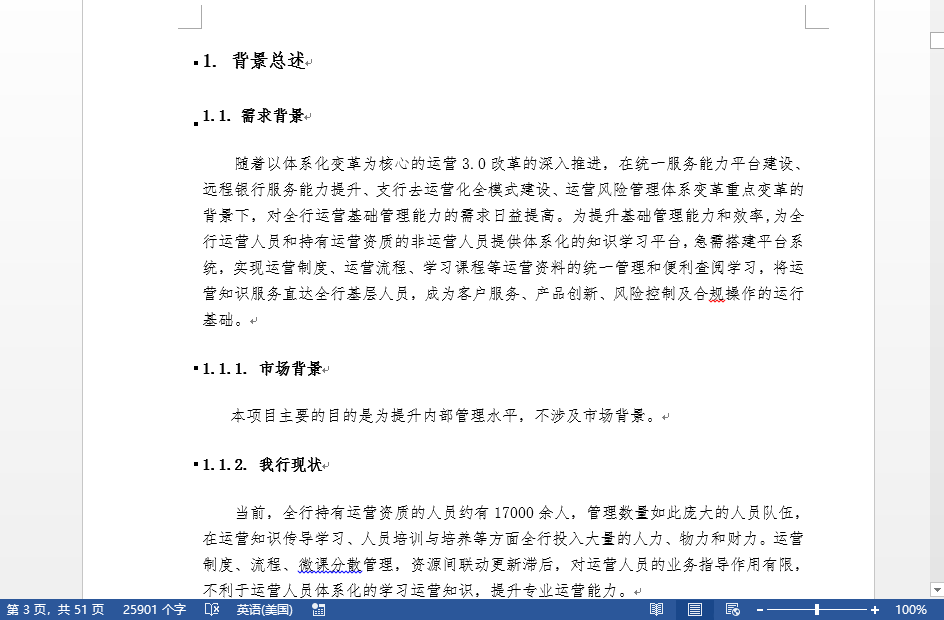 1. 背景总述
1.1. 需求背景
随着以体系化变革为核心的运营3.0改革的深入推进，在统一服务能力平台建设、
远程银行服务能力提升、支行去运营化全模式建设、运营风险管理体系变革重点变革的
背景下，对全行运营基础管理能力的需求日益提高。为提升基础管理能力和效率,为全
行运营人员和持有运营资质的非运营人员提供体系化的知识学习平台,急需搭建平台系
统，实现运营制度、运营流程、学习课程等运营资料的统一管理和便利查阅学习，将运
营知识服务直达全行基层人员，成为客户服务、产品创新、风险控制及合规操作的运行
基础。
1.1.1. 市场背景
本项目主要的目的是为提升内部管理水平，不涉及市场背景。
1.1.2. 我行现状
当前，全行持有运营资质的人员约有17000余人，管理数量如此庞大的人员队伍，
在运营知识传导学习、人员培训与培养等方面全行投入大量的人力、物力和财力。运营
制度、流程、微课分散管理，资源间联动更新滞后，对运营人员的业务指导作用有限，
不利于运营人员体系化的学习运营知识，提升专业运营能力。
第 3 页，共 51 页 25901 个字 英语(美国) 100%